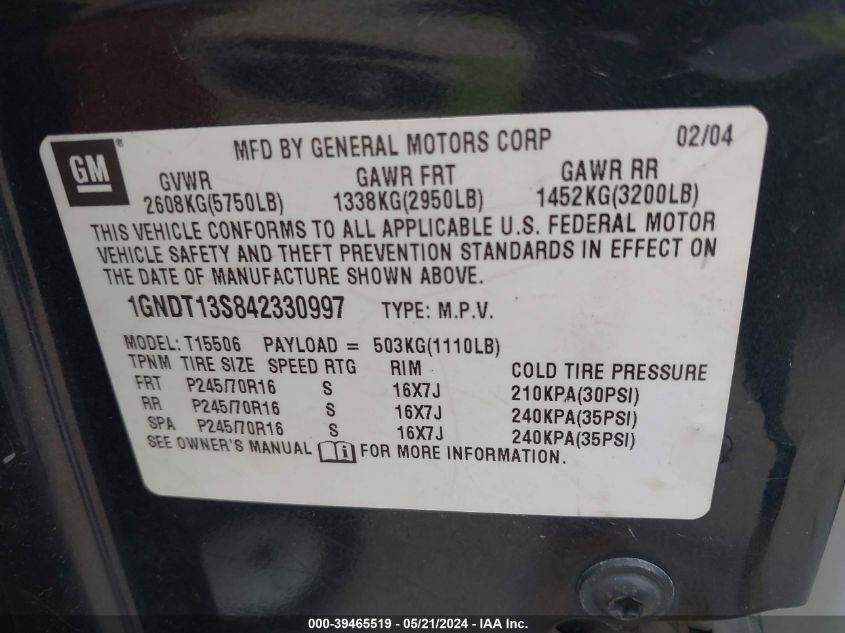 MFD BY GENERAL MOTORS CORP 02/04
GM
GVWR GAWR FRT GAWR RR
2608KG(5750LB) 1338KG(2950LB) 1452KG(3200LB)
THIS VEHICLE CONFORMS TO ALL APPLICABLE U.S. FEDERAL MOTOR
VEHICLE SAFETY AND THEFT PREVENTION STANDARDS IN EFFECT ON
THE DATE OF MANUFACTURE SHOWN ABOVE.
1GNDT13S842330997 TYPE: M.P.V.
MODEL: T15506 PAYLOAD = 503KG(1110LB)
TPNM TIRE SIZE SPEED RTG RIM COLD TIRE PRESSURE
FRT P245/70R16 S 16X7J 210KPA(30PSI)
RR P245/70R16 S 16X7J 240KPA(35PSI)
SPA P245/70R16 S 16X7J 240KPA(35PSI)
SEE OWNER'S MANUAL i FOR MORE INFORMATION.
000-39465519 - 05/21/2024 - IAA Inc.